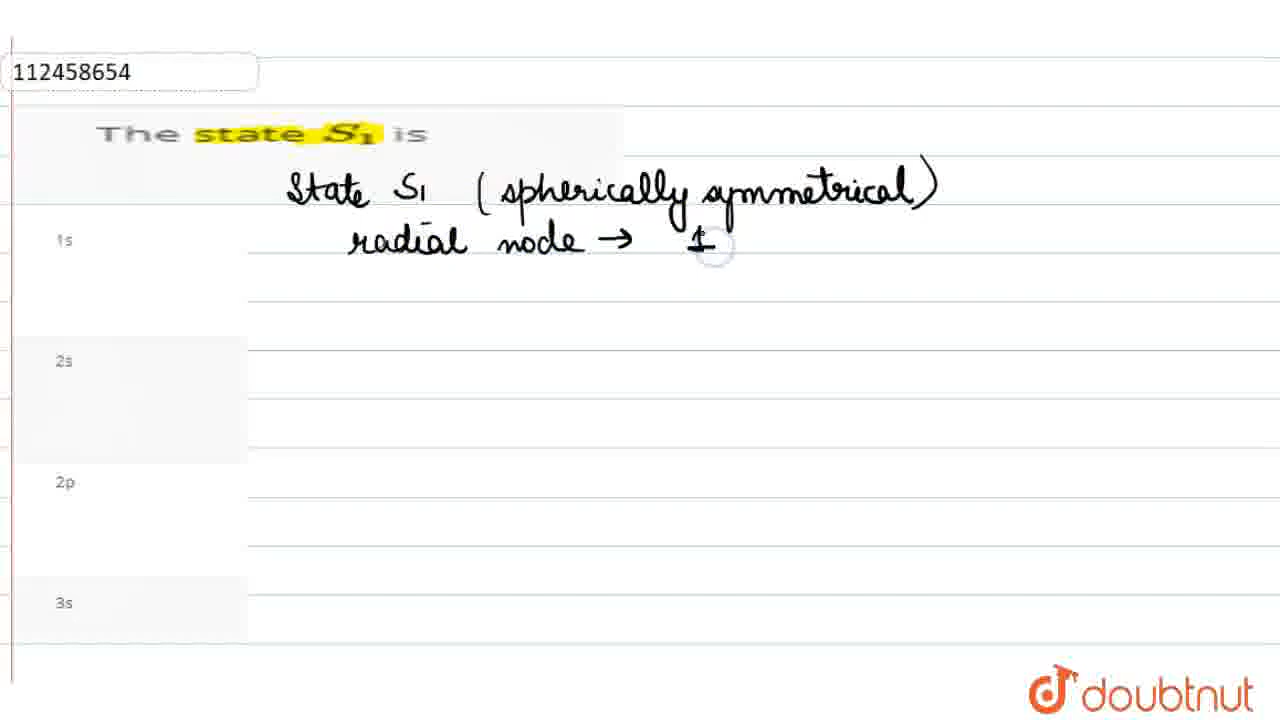 112458654
The state S₁ is
State S₁ (spherically symmetrical)
radial node → 1
1s
2s
2p
3s
doubtnut